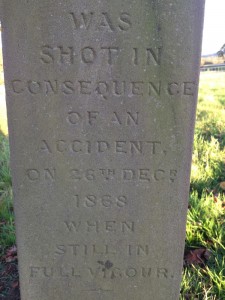 WAS
SHOT IN
CONSEQUENCE
OF AN
ACCIDENT.
ON 26TH DECR
1868
WHEN
STILL IN
FULL VIGOUR.